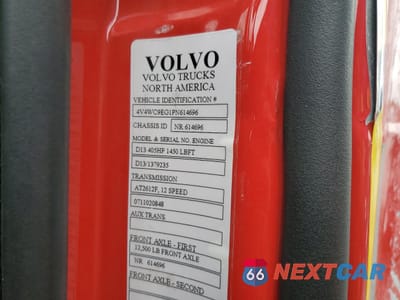 VOLVO
VOLVO TRUCKS
NORTH AMERICA
VEHICLE IDENTIFICATION #
4V4WC9EG1PN614696
CHASSIS ID NR 614696
MODEL & SERIAL NO. ENGINE
D13 405HP 1450 LBFT
D13/1379235
TRANSMISSION
AT2612F, 12 SPEED
0711020848
AUX TRANS
FRONT AXLE - FIRST
12,500 LB FRONT AXLE
NR 614696
FRONT AXLE - SECOND
66 NEXTCAR